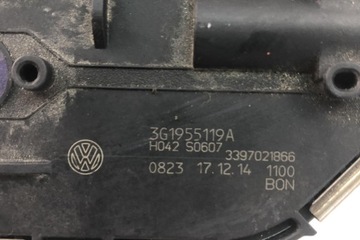 3G1955119A
H042 S0607
3397021866
0823 17.12.14 1100
BON